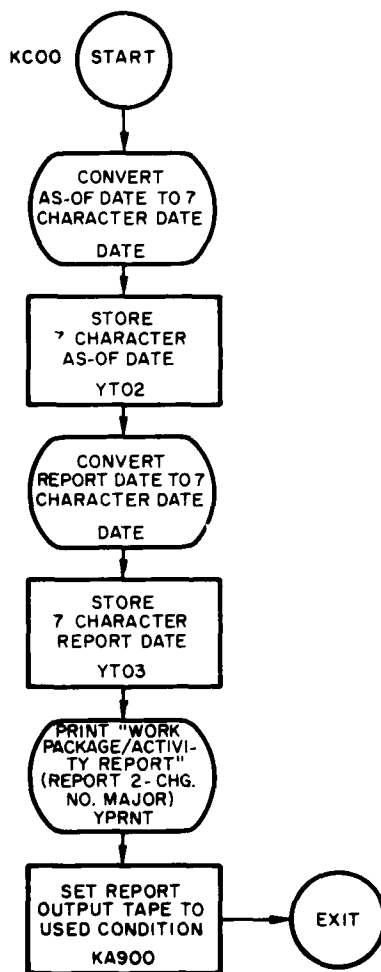 KC00
START
CONVERT
AS-OF DATE TO 7
CHARACTER DATE
DATE
STORE
7 CHARACTER
AS-OF DATE
YT02
CONVERT
REPORT DATE TO 7
CHARACTER DATE
DATE
STORE
7 CHARACTER
REPORT DATE
YT03
PRINT "WORK
PACKAGE/ACTIVI-
TY REPORT"
(REPORT 2- CHG.
NO. MAJOR)
YPRNT
SET REPORT
OUTPUT TAPE TO
USED CONDITION
KA900
EXIT